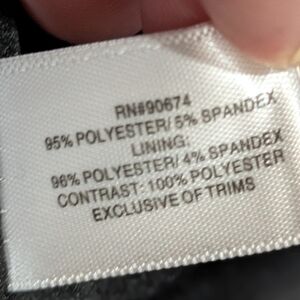 RN#90674
95% POLYESTER/ 5% SPANDEX
LINING:
96% POLYESTER/ 4% SPANDEX
CONTRAST: 100% POLYESTER
EXCLUSIVE OF TRIMS